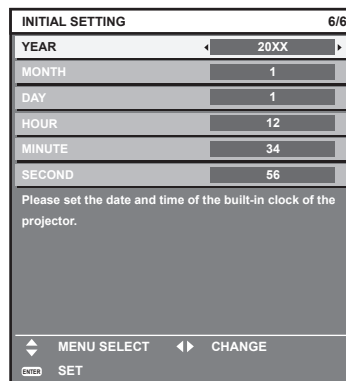 INITIAL SETTING 6/6
YEAR 20XX
MONTH 1
DAY 1
HOUR 12
MINUTE 34
SECOND 56
Please set the date and time of the built-in clock of the
projector.
MENU SELECT CHANGE
ENTER SET